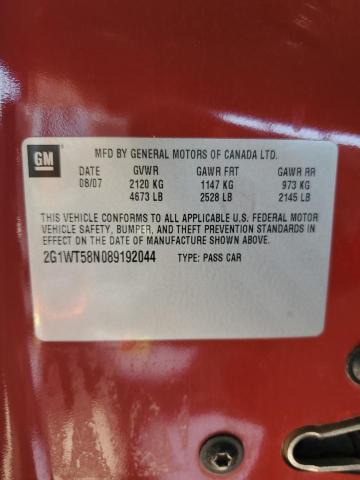 GM MFD BY GENERAL MOTORS OF CANADA LTD.
DATE GVWR GAWR FRT GAWR RR
08/07 2120 KG 1147 KG 973 KG
4673 LB 2528 LB 2145 LB
THIS VEHICLE CONFORMS TO ALL APPLICABLE U.S. FEDERAL MOTOR
VEHICLE SAFETY, BUMPER, AND THEFT PREVENTION STANDARDS IN
EFFECT ON THE DATE OF MANUFACTURE SHOWN ABOVE.
2G1WT58N089192044 TYPE: PASS CAR